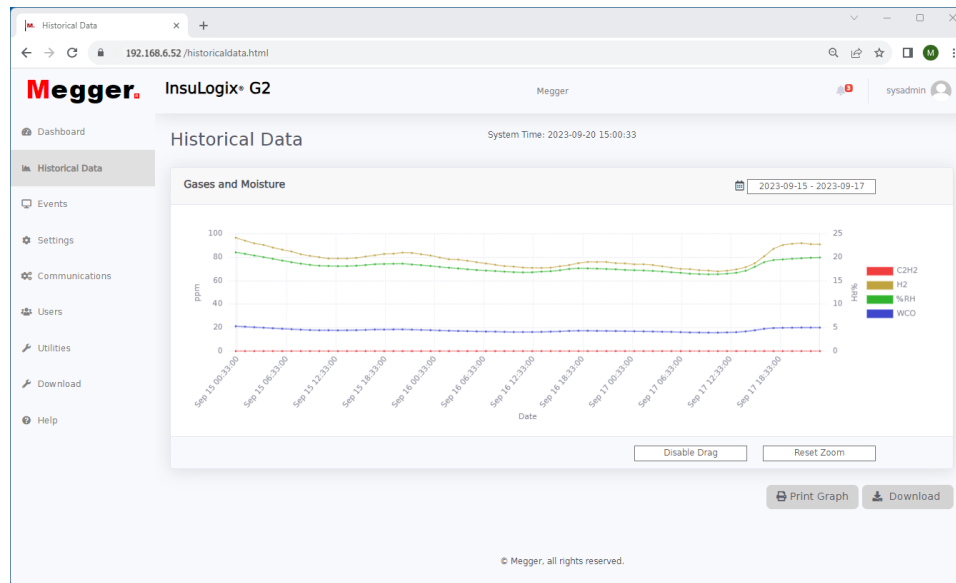 M. Historical Data × +
192.168.6.52/historicaldata.html
M
Megger.
InsuLogix® G2
Megger
3
sysadmin
Dashboard
Historical Data
Events
Settings
Communications
Users
Utilities
Download
Help
Historical Data
System Time: 2023-09-20 15:00:33
Gases and Moisture
2023-09-15 - 2023-09-17
100
80
60
40
20
0
ppm
25
20
15
10
5
0
%RH
C2H2
H2
%RH
WCO
Sep 15 00:33:00
Sep 15 06:33:00
Sep 15 12:33:00
Sep 15 18:33:00
Sep 16 00:33:00
Sep 16 06:33:00
Sep 16 12:33:00
Sep 16 18:33:00
Sep 17 00:33:00
Sep 17 06:33:00
Sep 17 12:33:00
Sep 17 18:33:00
Date
Disable Drag
Reset Zoom
Print Graph
Download
© Megger, all rights reserved.